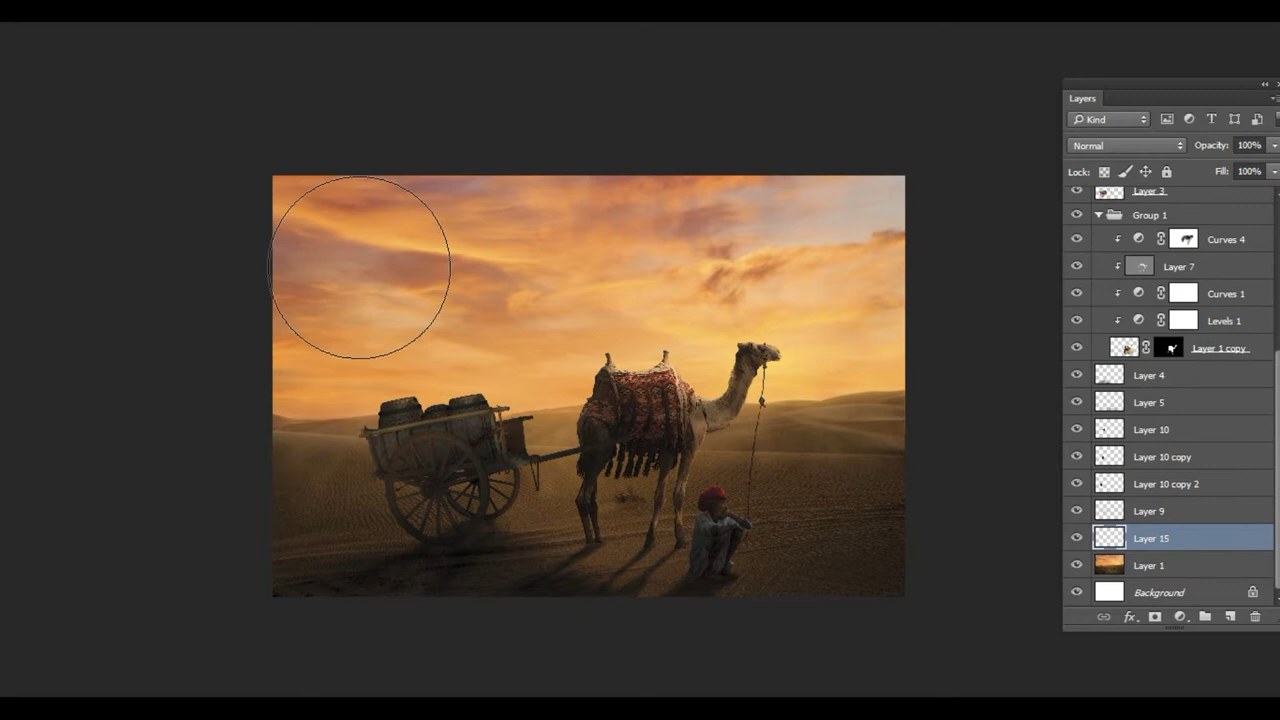 Layers
Kind
T
Normal Opacity: 100%
Lock: Fill: 100%
Layer 3
Group 1
Curves 4
Layer 7
Curves 1
Levels 1
Layer 1 copy
Layer 4
Layer 5
Layer 10
Layer 10 copy
Layer 10 copy 2
Layer 9
Layer 15
Layer 1
Background
fx